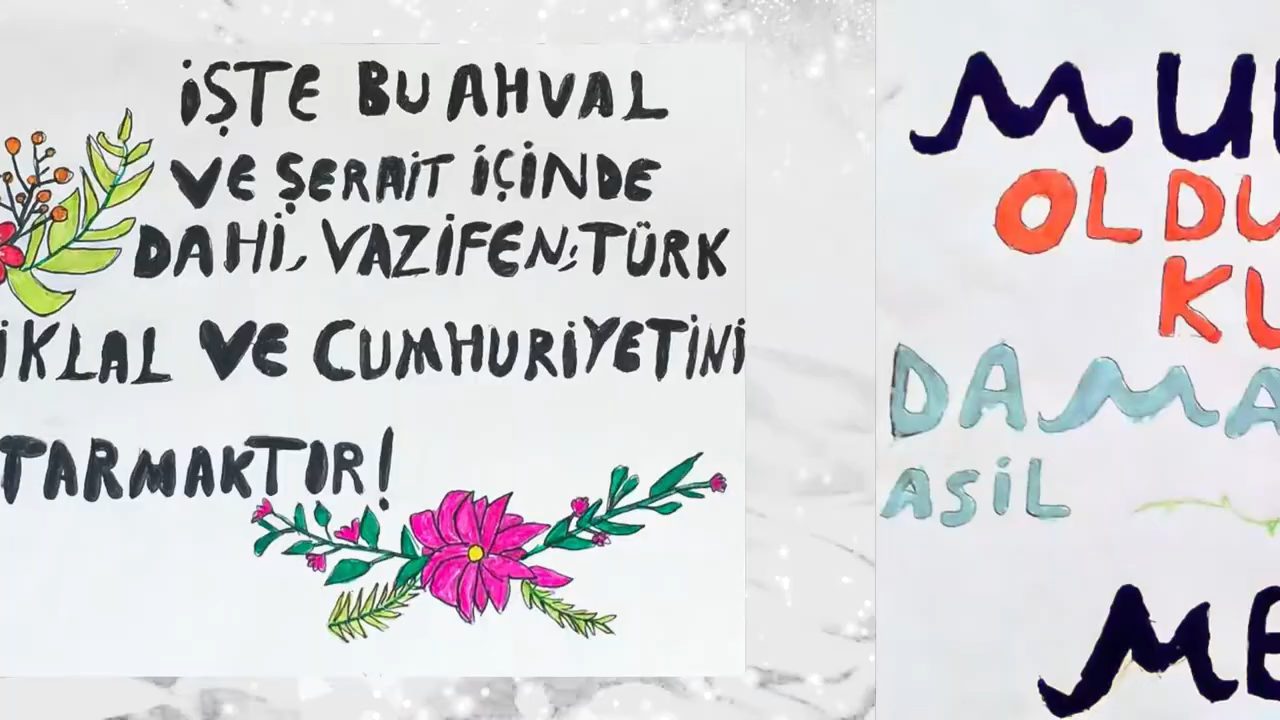 İŞTE BU AHVAL
VE ŞERAİT İÇİNDE
DAHİ, VAZİFEN; TÜRK
İKLAL VE CUMHURİYETİNİ
TARMAKTIR!
MU
OLDU
KU
DAMA
ASİL
ME